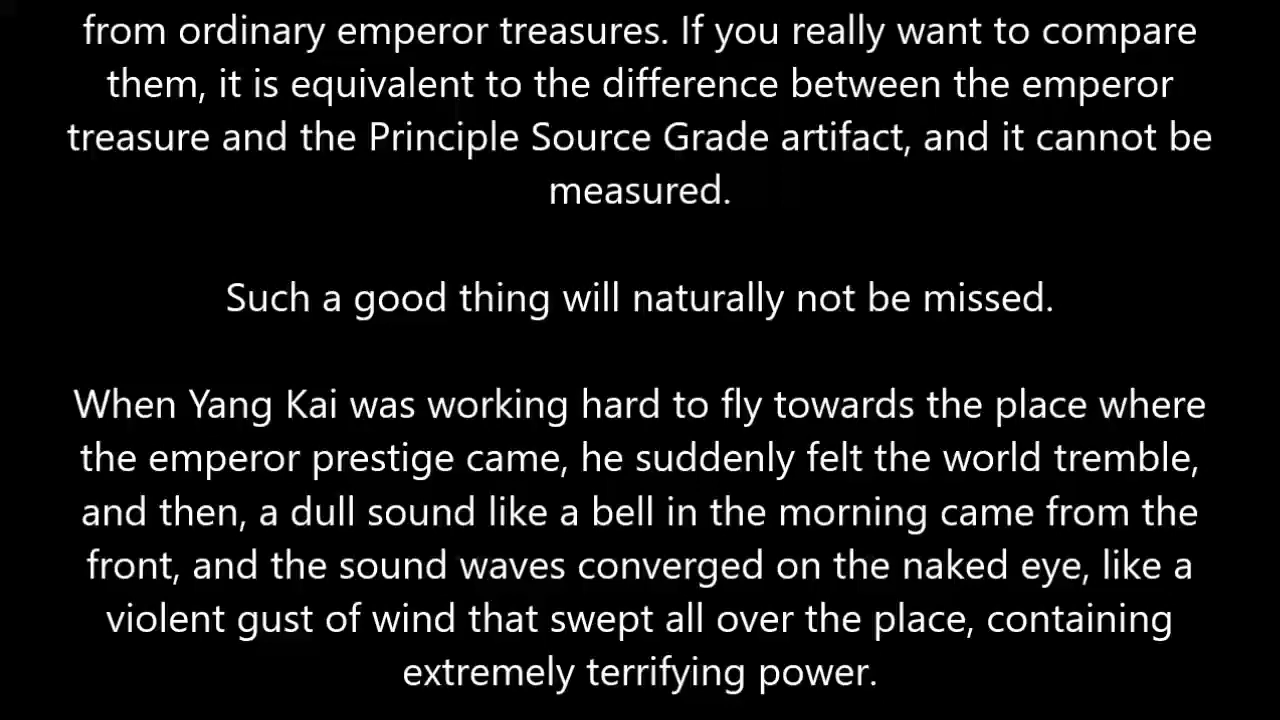 from ordinary emperor treasures. If you really want to compare
them, it is equivalent to the difference between the emperor
treasure and the Principle Source Grade artifact, and it cannot be
measured.
Such a good thing will naturally not be missed.
When Yang Kai was working hard to fly towards the place where
the emperor prestige came, he suddenly felt the world tremble,
and then, a dull sound like a bell in the morning came from the
front, and the sound waves converged on the naked eye, like a
violent gust of wind that swept all over the place, containing
extremely terrifying power.